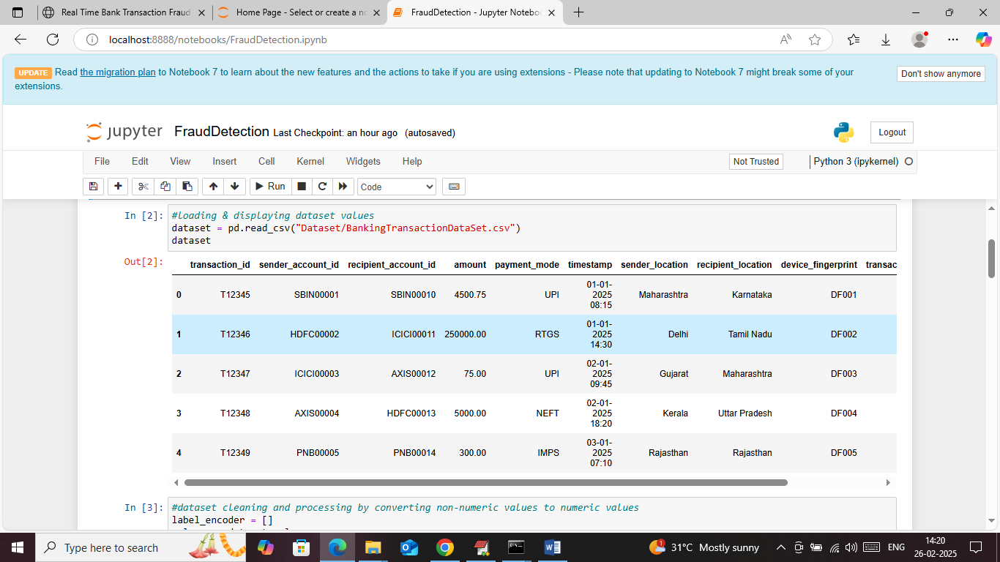 Real Time Bank Transaction Fraud
Home Page - Select or create a n
FraudDetection - Jupyter Notebo
localhost:8888/notebooks/FraudDetection.ipynb
UPDATE Read the migration plan to Notebook 7 to learn about the new features and the actions to take if you are using extensions - Please note that updating to Notebook 7 might break some of your
extensions.
Don't show anymore
jupyter FraudDetection Last Checkpoint: an hour ago (autosaved)
Logout
File Edit View Insert Cell Kernel Widgets Help
Not Trusted
Python 3 (ipykernel)
Run
Code
In [2]: #loading & displaying dataset values
dataset = pd.read_csv("Dataset/BankingTransactionDataSet.csv")
dataset
Out[2]:
transaction_id sender_account_id recipient_account_id amount payment_mode timestamp sender_location recipient_location device_fingerprint transac
0 T12345 SBIN00001 SBIN00010 4500.75 UPI 01-01-2025 08:15 Maharashtra Karnataka DF001
1 T12346 HDFC00002 ICICI00011 250000.00 RTGS 01-01-2025 14:30 Delhi Tamil Nadu DF002
2 T12347 ICICI00003 AXIS00012 75.00 UPI 02-01-2025 09:45 Gujarat Maharashtra DF003
3 T12348 AXIS00004 HDFC00013 5000.00 NEFT 02-01-2025 18:20 Kerala Uttar Pradesh DF004
4 T12349 PNB00005 PNB00014 300.00 IMPS 03-01-2025 07:10 Rajasthan Rajasthan DF005
In [3]: #dataset cleaning and processing by converting non-numeric values to numeric values
label_encoder = []
Type here to search
1
31°C Mostly sunny
ENG
14:20
26-02-2025